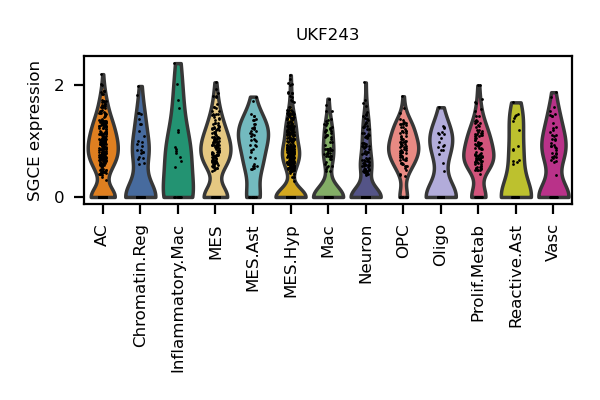 UKF243
SGCE expression
2
0
AC
Chromatin.Reg
Inflammatory.Mac
MES
MES.Ast
MES.Hyp
Mac
Neuron
OPC
Oligo
Prolif.Metab
Reactive.Ast
Vasc